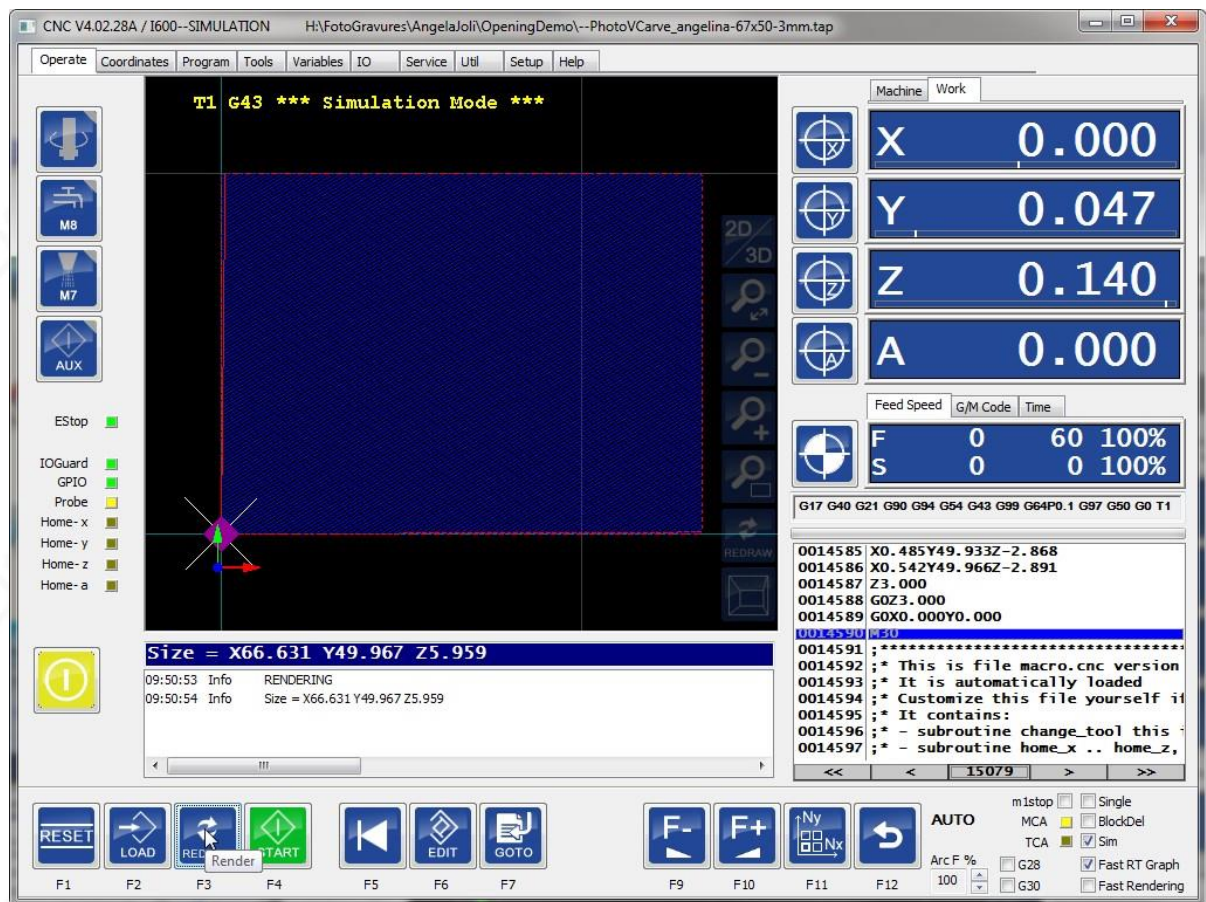 CNC V4.02.28A / I600--SIMULATION H:\FotoGravures\AngelaJoli\OpeningDemo\--PhotoVCarve_angelina-67x50-3mm.tap
Operate Coordinates Program Tools Variables IO Service Util Setup Help
T1 G43 *** Simulation Mode ***
M8
M7
AUX
EStop
IOGuard
GPIO
Probe
Home- x
Home- y
Home- z
Home- a
2D/3D
REDRAW
Machine Work
X 0.000
Y 0.047
Z 0.140
A 0.000
Feed Speed G/M Code Time
F 0 60 100%
S 0 0 100%
G17 G40 G21 G90 G94 G54 G43 G99 G64P0.1 G97 G50 G0 T1
0014585 X0.485Y49.933Z-2.868
0014586 X0.542Y49.966Z-2.891
0014587 Z3.000
0014588 G0Z3.000
0014589 G0X0.000Y0.000
0014590 M30
0014591 ;*********************************
0014592 ;* This is file macro.cnc version
0014593 ;* It is automatically loaded
0014594 ;* Customize this file yourself if
0014595 ;* It contains:
0014596 ;* - subroutine change_tool this
0014597 ;* - subroutine home_x .. home_z,
<< < 15079 > >>
Size = X66.631 Y49.967 Z5.959
09:50:53 Info RENDERING
09:50:54 Info Size = X66.631 Y49.967 Z5.959
RESET LOAD START EDIT GOTO F- F+ Ny Nx
Render
F1 F2 F3 F4 F5 F6 F7 F9 F10 F11 F12
AUTO
Arc F %
100
m1stop Single
MCA BlockDel
TCA Sim
G28 Fast RT Graph
G30 Fast Rendering